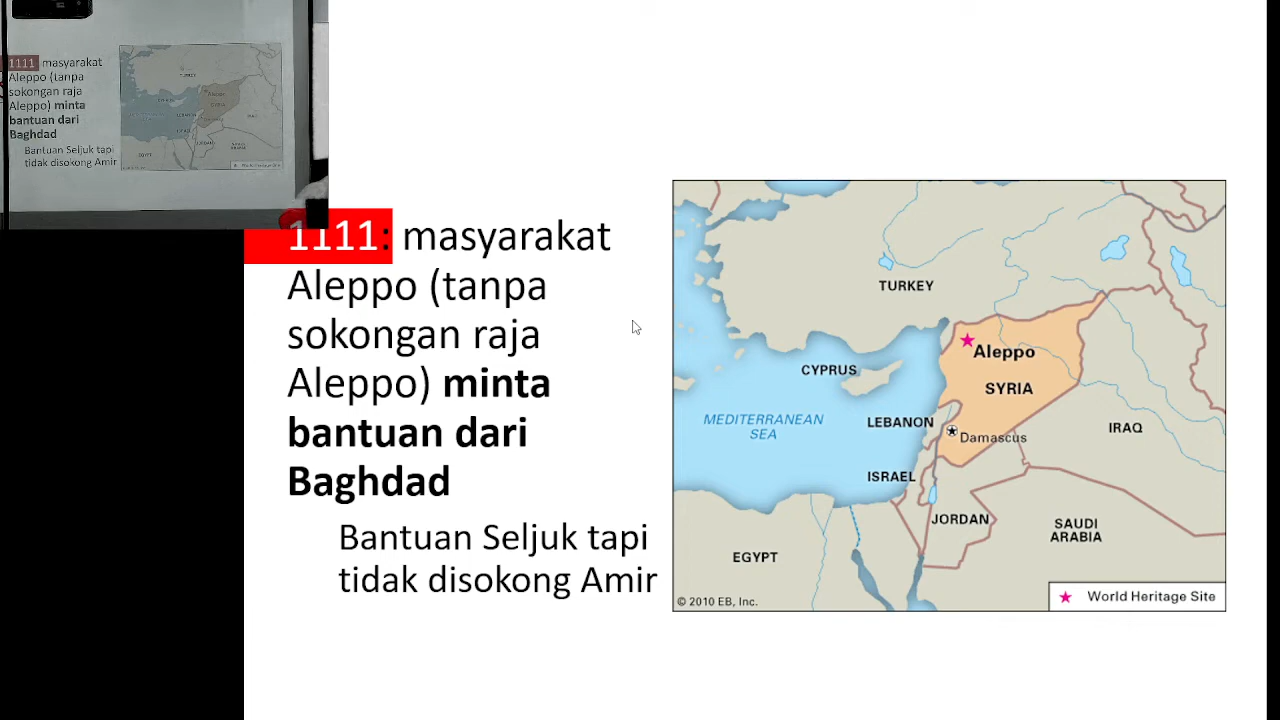 1111 masyarakat
Aleppo (tanpa
sokongan raja
Aleppo) minta
bantuan dari
Baghdad
Bantuan Seljuk tapi
tidak disokong Amir
1111: masyarakat
Aleppo (tanpa
sokongan raja
Aleppo) minta
bantuan dari
Baghdad
Bantuan Seljuk tapi
tidak disokong Amir
TURKEY
Aleppo
CYPRUS
SYRIA
MEDITERRANEAN
SEA
LEBANON
Damascus
IRAQ
ISRAEL
JORDAN
SAUDI
ARABIA
EGYPT
© 2010 EB, Inc.
World Heritage Site